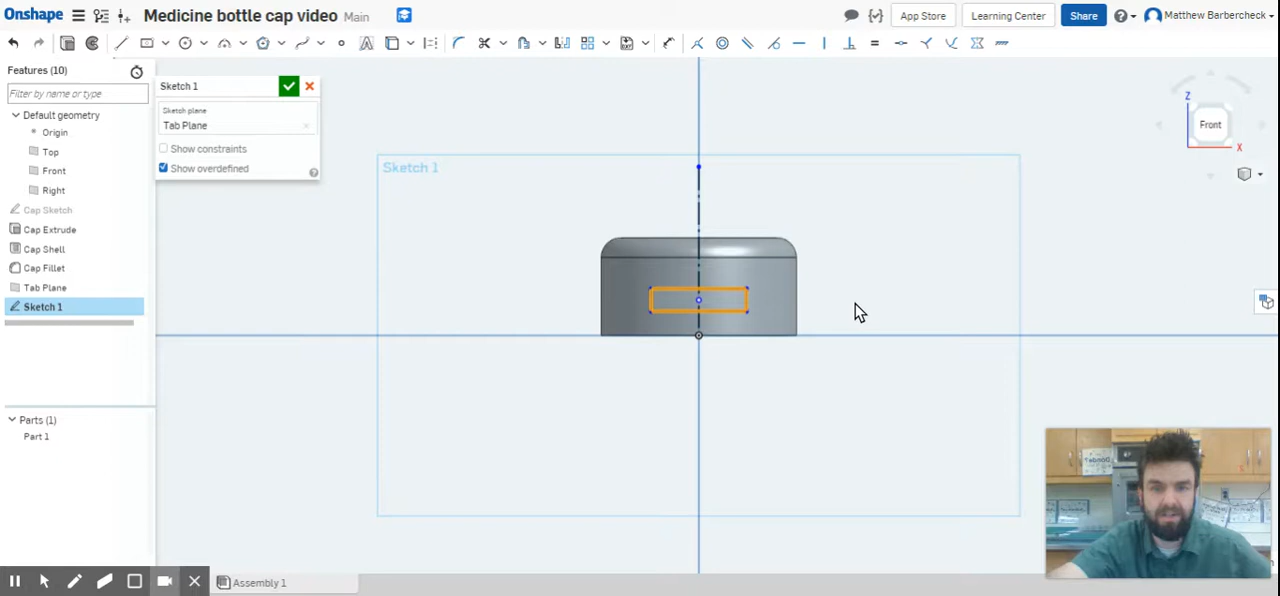 Onshape Medicine bottle cap video Main App Store Learning Center Share Matthew Barbercheck
Features (10)
Filter by name or type
Default geometry
Origin
Top
Front
Right
Cap Sketch
Cap Extrude
Cap Shell
Cap Fillet
Tab Plane
Sketch 1
Parts (1)
Part 1
Sketch 1
Sketch plane
Tab Plane
Show constraints
Show overdefined
Sketch 1
Z
Front
X
Assembly 1